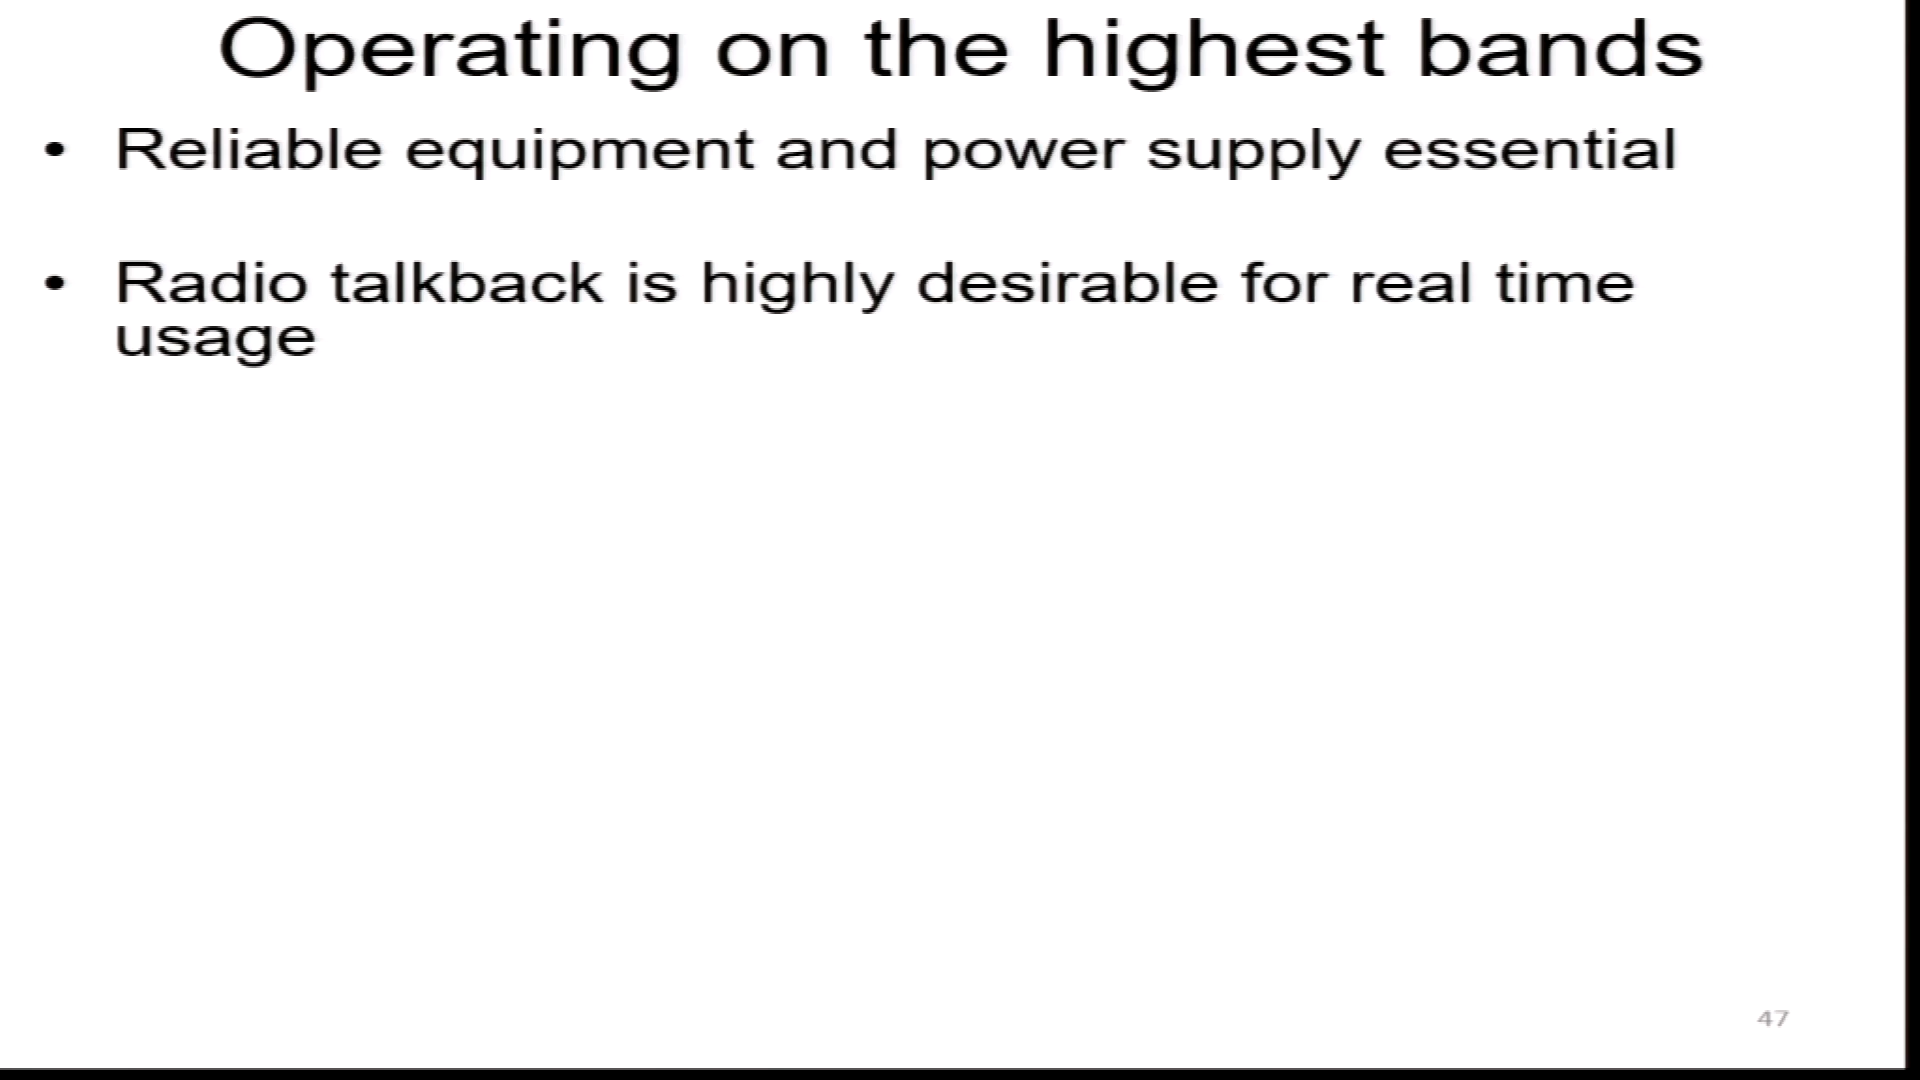 Operating on the highest bands
• Reliable equipment and power supply essential
• Radio talkback is highly desirable for real time
usage
47